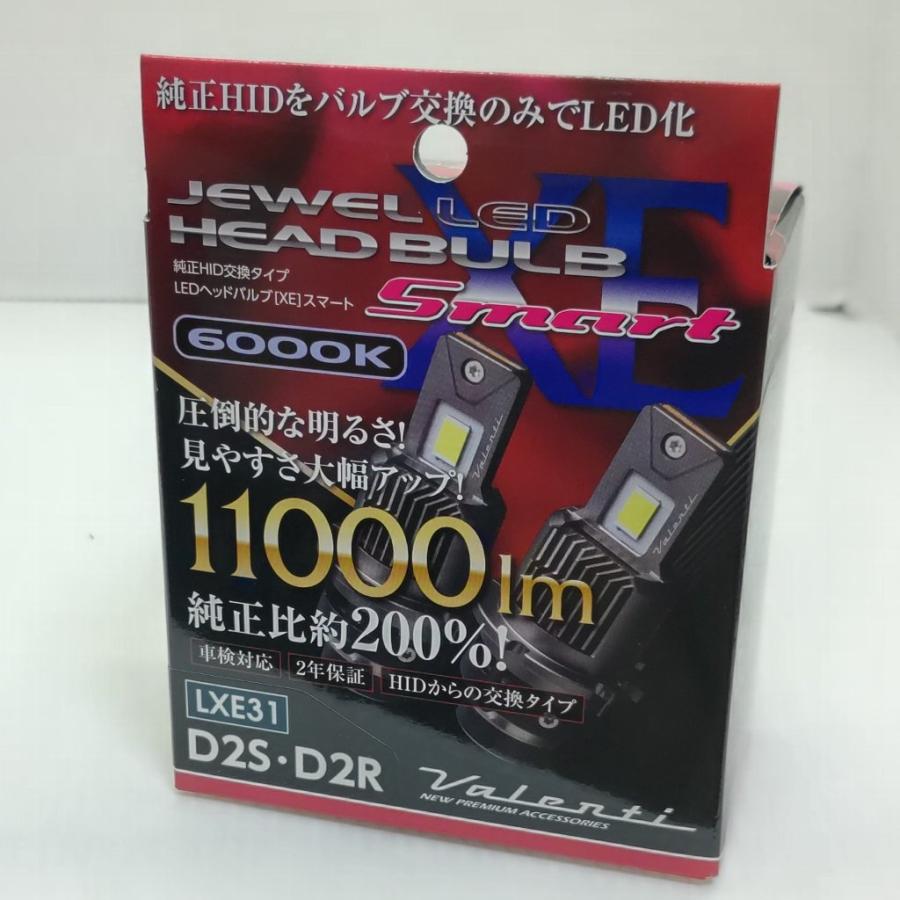 純正HIDをバルブ交換のみでLED化
XE
JEWEL LED
HEAD BULB
純正HID交換タイプ
LEDヘッドバルブ[XE]スマート
Smart
6000K
圧倒的な明るさ!
見やすさ大幅アップ!
Valenti
Valenti
11000lm
純正比約200%!
車検対応 2年保証 HIDからの交換タイプ
LXE31
D2S・D2R
Valenti
NEW PREMIUM ACCESSORIES